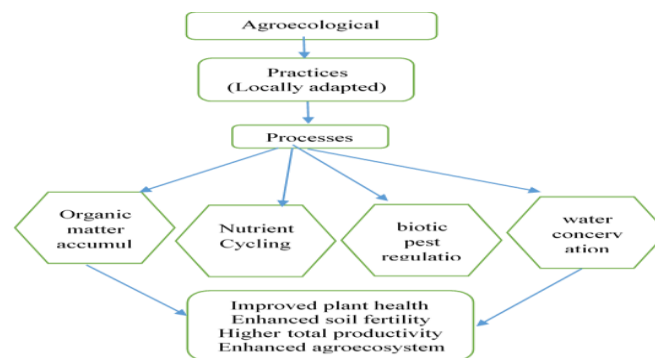 Agroecological
Practices
(Locally adapted)
Processes
Organic
matter
accumul
Nutrient
Cycling
biotic
pest
regulatio
water
concerv
ation
Improved plant health
Enhanced soil fertility
Higher total productivity
Enhanced agroecosystem